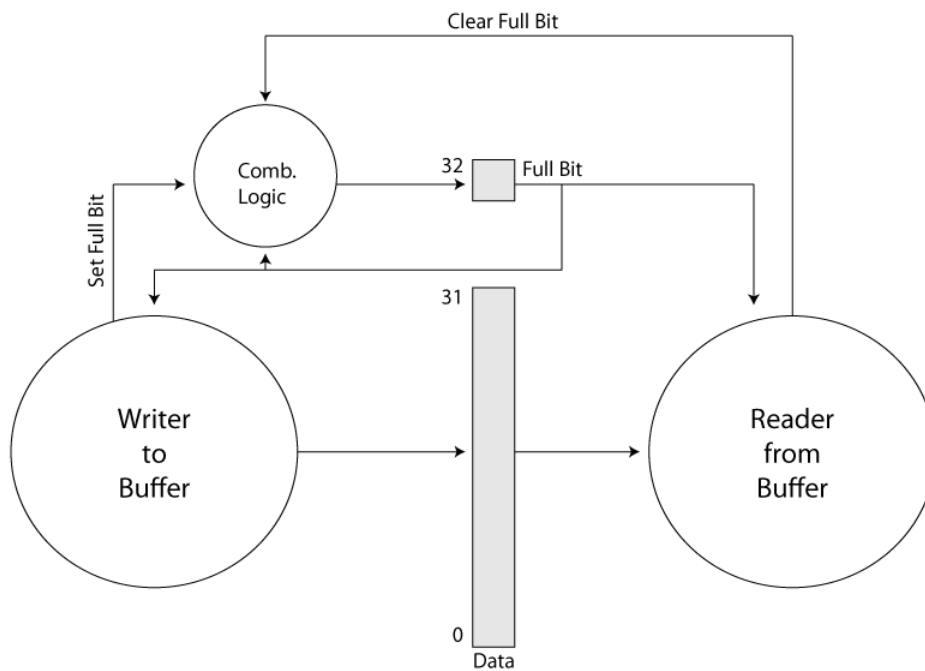 Clear Full Bit
Comb.
Logic
32
Full Bit
Set Full Bit
31
Writer
to
Buffer
Reader
from
Buffer
0
Data